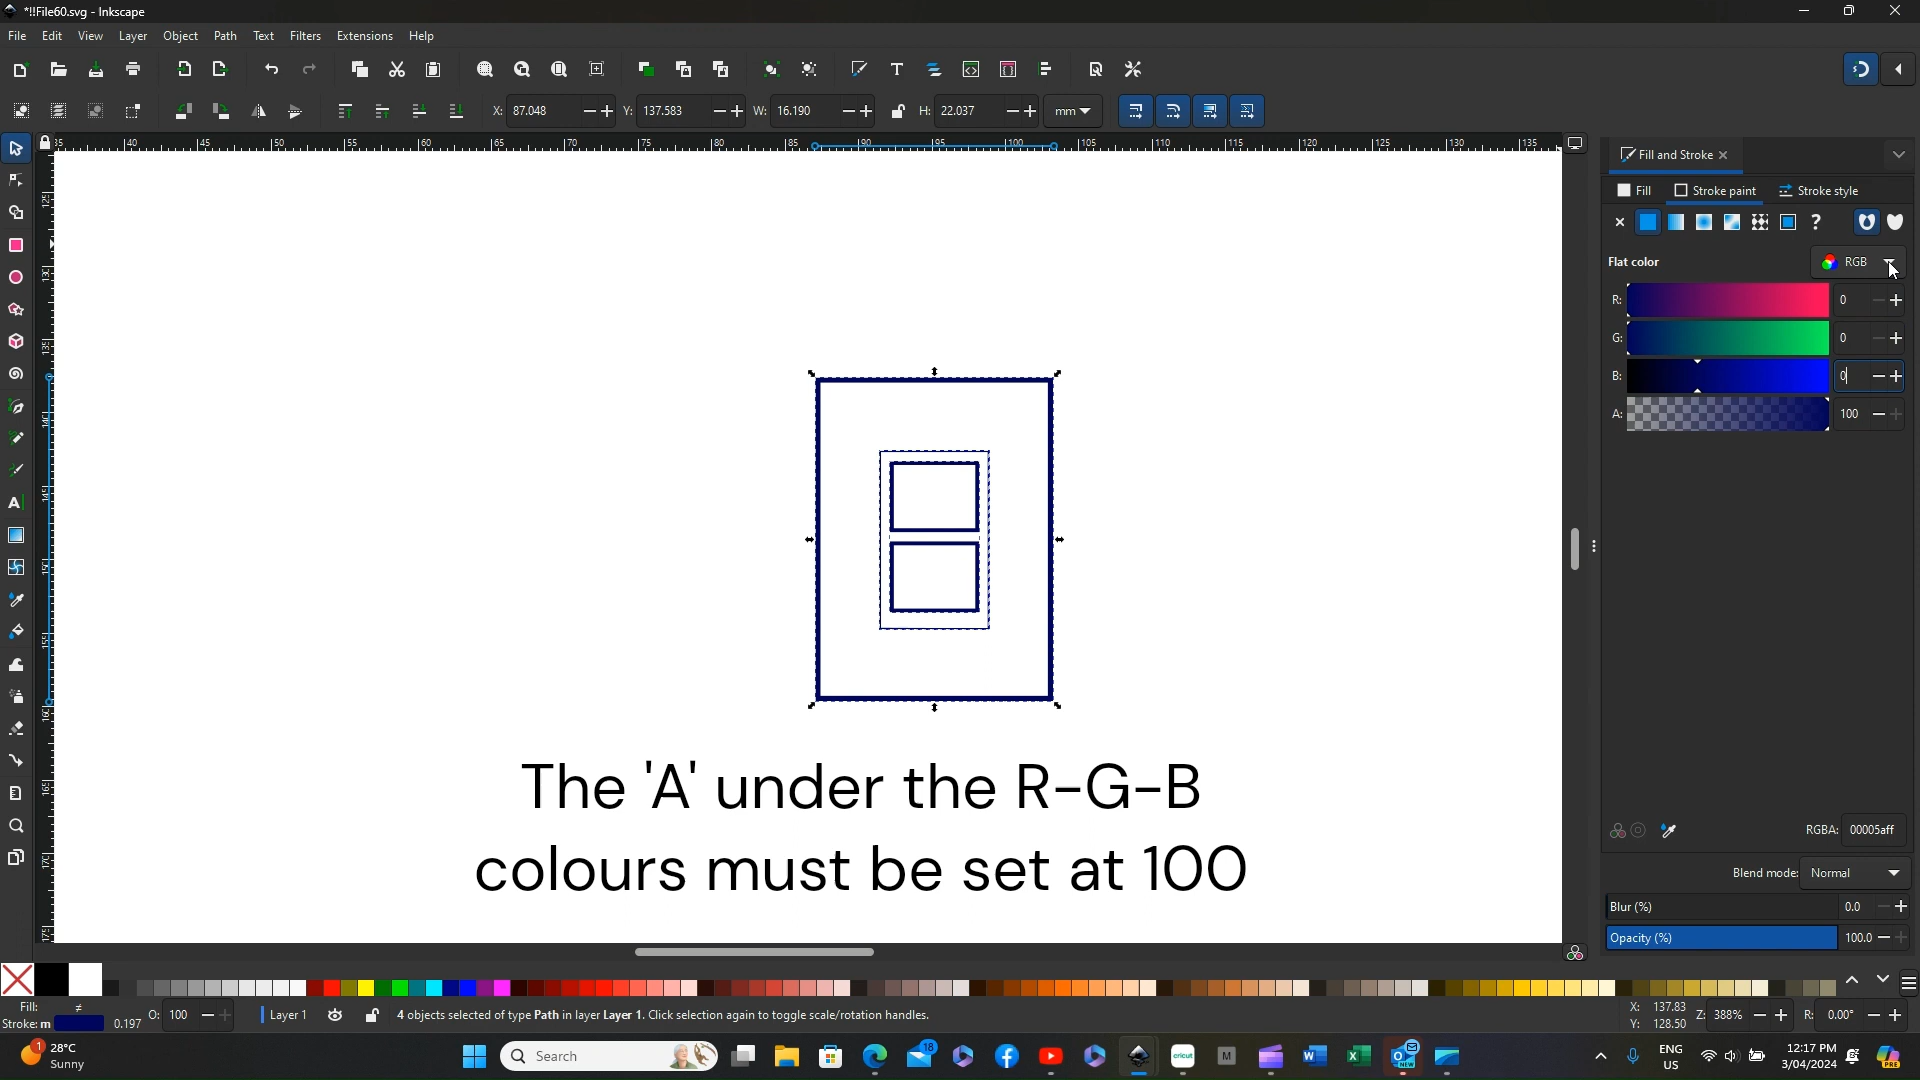 *!!File60.svg - Inkscape
File Edit View Layer Object Path Text Filters Extensions Help
X: 87.048 Y: 137.583 W: 16.190 H: 22.037 mm
Fill and Stroke
Fill Stroke paint Stroke style
Flat color RGB
R: 0
G: 0
B: 0
A: 100
The 'A' under the R-G-B
colours must be set at 100
RGBA: 00005aff
Blend mode: Normal
Blur (%) 0.0
Opacity (%) 100.0
Fill: ≠
Stroke: m 0.197 O: 100 Layer 1 4 objects selected of type Path in layer Layer 1. Click selection again to toggle scale/rotation handles. X: 137.83 Y: 128.50 Z: 388% R: 0.00°
28°C
Sunny
Search
18
ENG
US
12:17 PM
3/04/2024